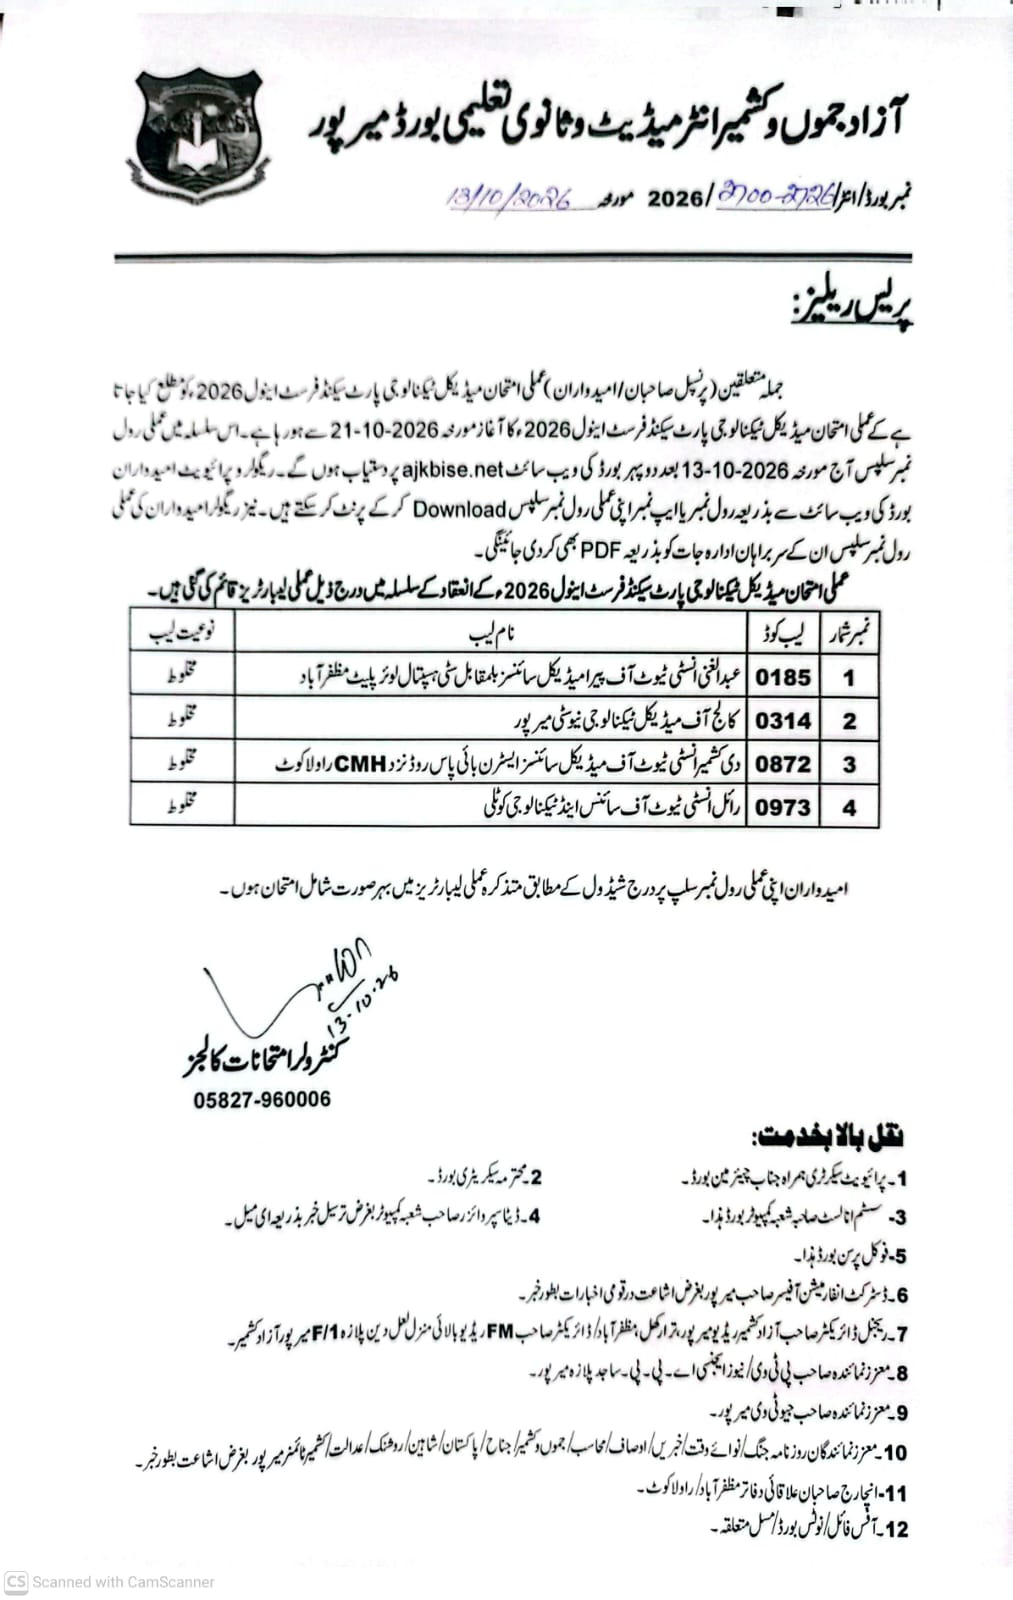 آزاد جموں و کشمیر انٹرمیڈیٹ و ثانوی تعلیمی بورڈ میرپور
نمبر بورڈ/انٹر/2700-2726/2026 مورخہ 13/10/2026
پریس ریلیز:
جملہ متعلقین (پرنسپل صاحبان/امیدواران) عملی امتحان میڈیکل ٹیکنالوجی پارٹ سیکنڈ فرسٹ اینول 2026ء کو مطلع کیا جاتا
ہے کے عملی امتحان میڈیکل ٹیکنالوجی پارٹ سیکنڈ فرسٹ اینول 2026ء کا آغاز مورخہ 21-10-2026 سے ہو رہا ہے۔ اس سلسلہ میں عملی رول
نمبر سلپس آج مورخہ 13-10-2026 بعد دوپہر بورڈ کی ویب سائٹ ajkbise.net پر دستیاب ہوں گے۔ ریگولر و پرائیویٹ امیدواران
بورڈ کی ویب سائٹ سے بذریعہ رول نمبر یا ایپ نمبر اپنی عملی رول نمبر سلپس Download کر کے پرنٹ کر سکتے ہیں۔ نیز ریگولر امیدواران کی عملی
رول نمبر سلپس ان کے سربراہان ادارہ جات کو بذریعہ PDF بھی کر دی جائینگی۔
عملی امتحان میڈیکل ٹیکنالوجی پارٹ سیکنڈ فرسٹ اینول 2026ء کے انعقاد کے سلسلہ میں درج ذیل عملی لیبارٹریز قائم کی گئی ہیں۔
نمبر شمار لیب کوڈ نام لیب نوعیت لیب
1 0185 عبدالغنی انسٹی ٹیوٹ آف پیرا میڈیکل سائنسز بلمقابل سٹی ہسپتال لوئر پلیٹ مظفرآباد مخلوط
2 0314 کالج آف میڈیکل ٹیکنالوجی نیوسٹی میرپور مخلوط
3 0872 دی کشمیر انسٹی ٹیوٹ آف میڈیکل سائنسز ایسٹرن بائی پاس روڈ نزد CMH راولاکوٹ مخلوط
4 0973 رائل انسٹی ٹیوٹ آف سائنس اینڈ ٹیکنالوجی کوٹلی مخلوط
امیدواران اپنی عملی رول نمبر سلپ پر درج شیڈول کے مطابق متذکرہ عملی لیبارٹریز میں بہر صورت شامل امتحان ہوں۔
13-10-26
کنٹرولر امتحانات کالجز
05827-960006
نقل بالا بخدمت:
1۔ پرائیویٹ سیکرٹری ہمراہ جناب چیئرمین بورڈ۔ 2۔ محترمہ سیکریٹری بورڈ۔
3- سسٹم انالسٹ صاحبہ شعبہ کمپیوٹر بورڈ ہذا۔ 4۔ ڈیٹا سپروائزر صاحب شعبہ کمپیوٹر بغرض ترسیل خبر بذریعہ ای میل۔
5-فوکل پرسن بورڈ ہذا۔
6۔ ڈسٹرکٹ انفارمیشن آفیسر صاحب میرپور بغرض اشاعت در قومی اخبارات بطور خبر۔
7۔ ریجنل ڈائریکٹر صاحب آزاد کشمیر ریڈیو میرپور، تراڑکھل، مظفرآباد/ڈائریکٹر صاحب FM ریڈیو بالائی منزل لعل دین پلازہ F/1 میرپور آزاد کشمیر۔
8۔ معزز نمائندہ صاحب پی ٹی وی/نیوز ایجنسی اے۔پی۔پی۔ساجد پلازہ میرپور۔
9۔ معزز نمائندہ صاحب جیو ٹی وی میرپور۔
10۔ معزز نمائندگان روزنامہ جنگ/نوائے وقت/خبریں/اوصاف/محاسب/جموں و کشمیر/جناح/پاکستان/شاہین/روشنک/عدالت/کشمیر ٹائمز میرپور بغرض اشاعت بطور خبر۔
11-انچارج صاحبان علاقائی دفاتر مظفرآباد/راولاکوٹ۔
12۔ آفس فائل/نوٹس بورڈ/مسل متعلقہ۔
CS Scanned with CamScanner